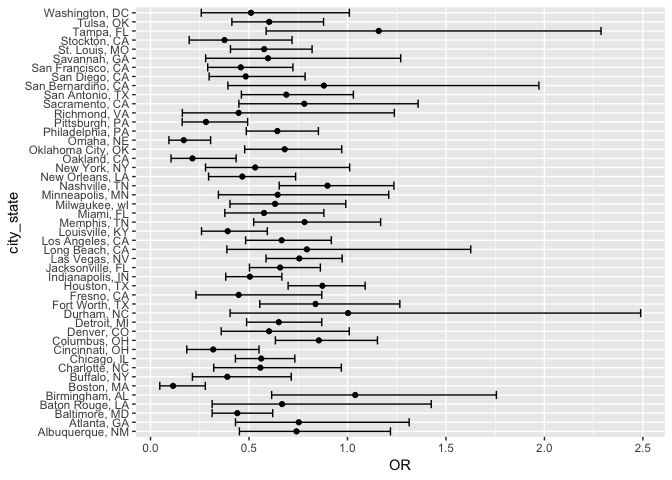 Washington, DC
Tulsa, OK
Tampa, FL
Stockton, CA
St. Louis, MO
Savannah, GA
San Francisco, CA
San Diego, CA
San Bernardino, CA
San Antonio, TX
Sacramento, CA
Richmond, VA
Pittsburgh, PA
Philadelphia, PA
Omaha, NE
Oklahoma City, OK
Oakland, CA
New York, NY
New Orleans, LA
Nashville, TN
Minneapolis, MN
Milwaukee, wI
Miami, FL
Memphis, TN
Louisville, KY
Los Angeles, CA
Long Beach, CA
Las Vegas, NV
Jacksonville, FL
Indianapolis, IN
Houston, TX
Fresno, CA
Fort Worth, TX
Durham, NC
Detroit, MI
Denver, CO
Columbus, OH
Cincinnati, OH
Chicago, IL
Charlotte, NC
Buffalo, NY
Boston, MA
Birmingham, AL
Baton Rouge, LA
Baltimore, MD
Atlanta, GA
Albuquerque, NM
city_state
0.0 0.5 1.0 1.5 2.0 2.5
OR